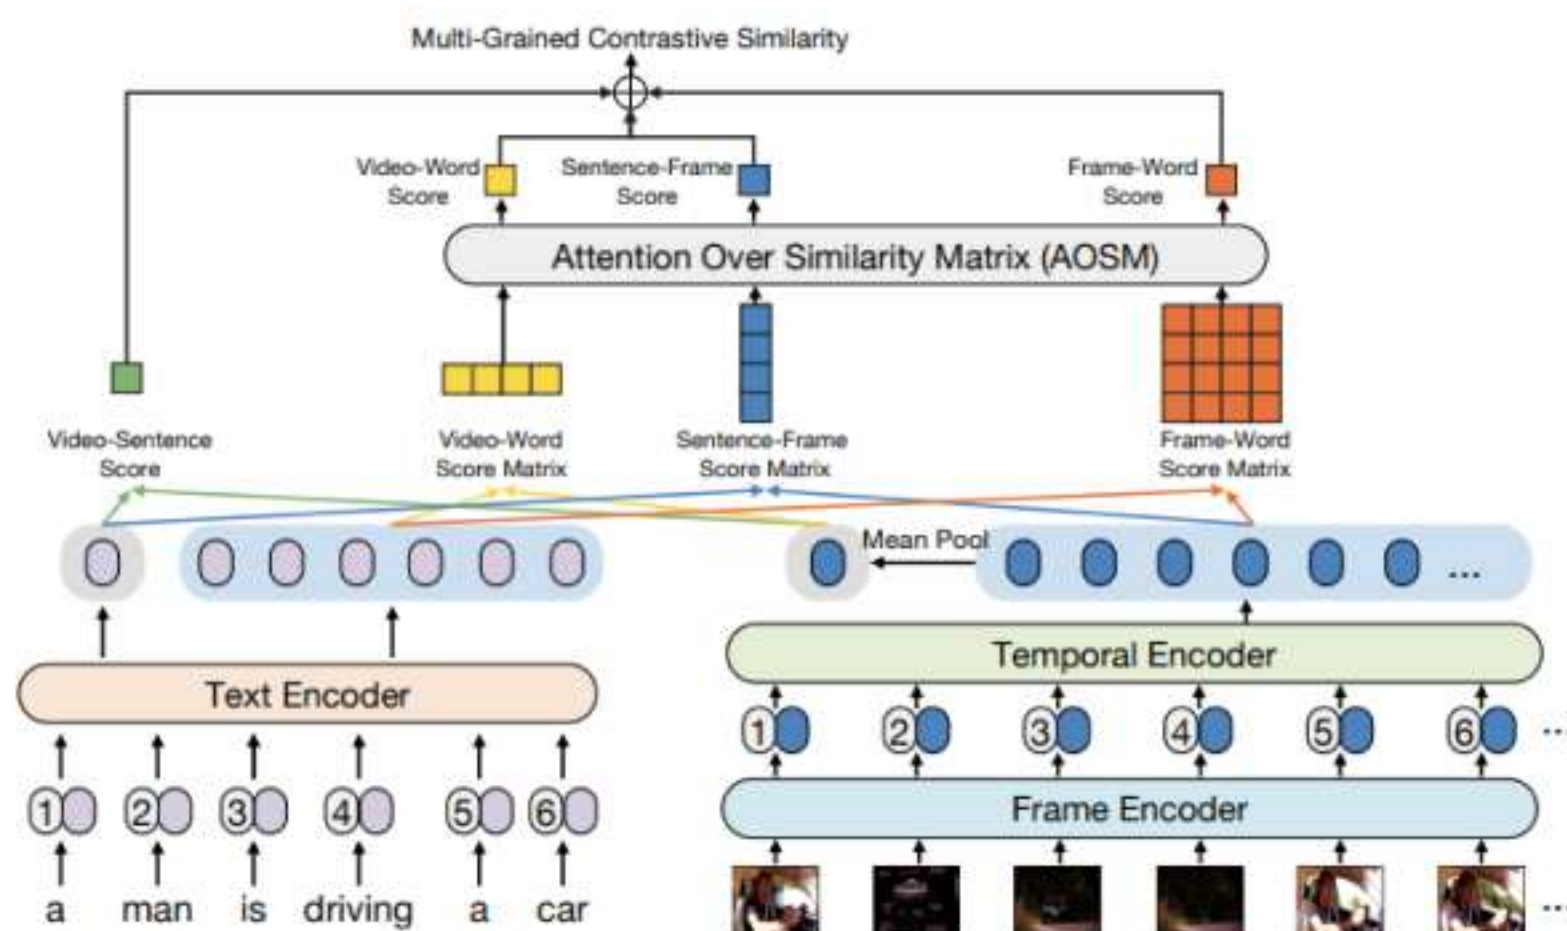 Multi-Grained Contrastive Similarity
Video-Word
Score
Sentence-Frame
Score
Frame-Word
Score
Attention Over Similarity Matrix (AOSM)
Video-Sentence
Score
Video-Word
Score Matrix
Sentence-Frame
Score Matrix
Frame-Word
Score Matrix
Mean Pool
...
Text Encoder
Temporal Encoder
1 2 3 4 5 6 ...
Frame Encoder
1 2 3 4 5 6
a man is driving a car
...